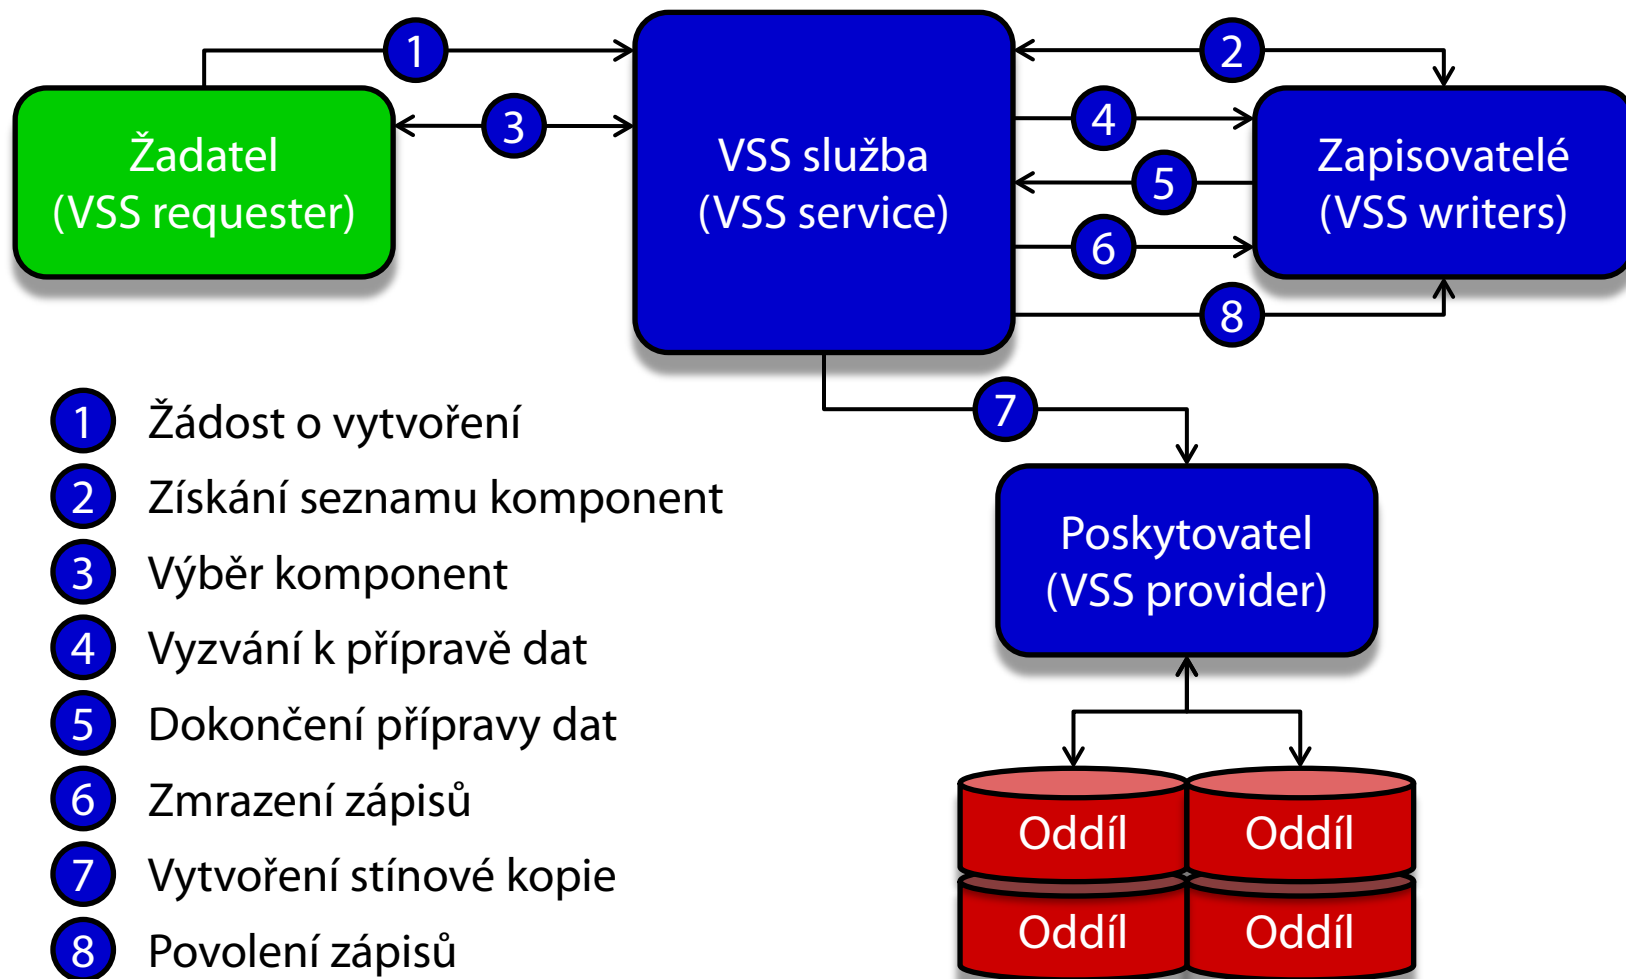 1
2
3
4
5
6
8
7
Žadatel
(VSS requester)
VSS služba
(VSS service)
Zapisovatelé
(VSS writers)
1 Žádost o vytvoření
2 Získání seznamu komponent
3 Výběr komponent
4 Vyzvání k přípravě dat
5 Dokončení přípravy dat
6 Zmrazení zápisů
7 Vytvoření stínové kopie
8 Povolení zápisů
Poskytovatel
(VSS provider)
Oddíl Oddíl
Oddíl Oddíl